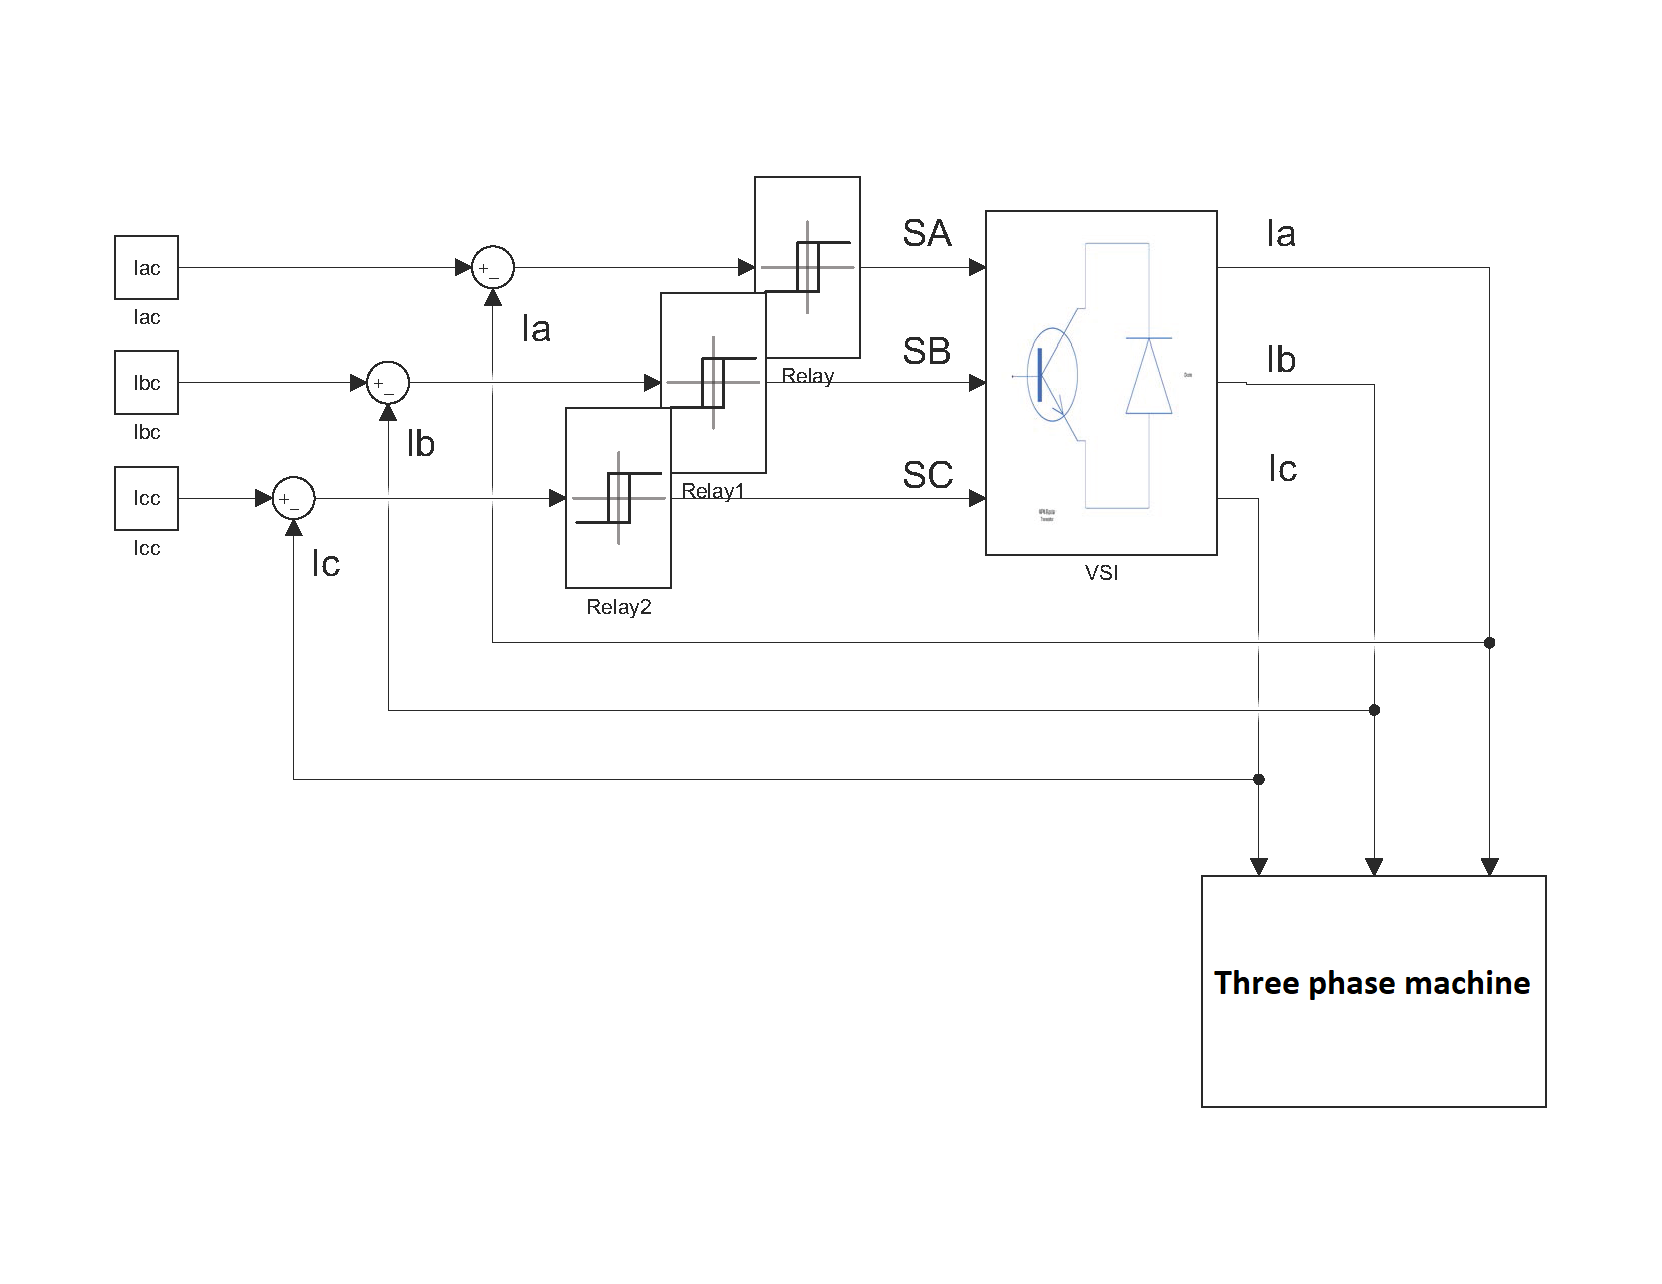 SA
Ia
Iac
Iac
Ia
SB
Ib
Relay
Ibc
Ibc
Ib
SC
Ic
Relay1
Icc
Icc
Ic
VSI
Relay2
Three phase machine